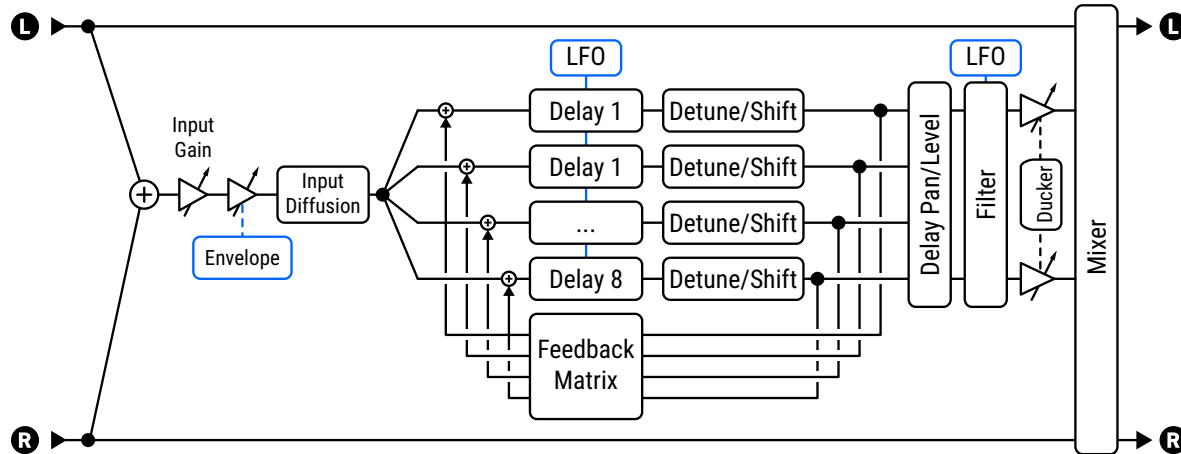 L
L
LFO
LFO
Delay 1
Detune/Shift
Input
Gain
Delay 1
Detune/Shift
Input
Diffusion
...
Detune/Shift
Envelope
Delay 8
Detune/Shift
Delay Pan/Level
Filter
Ducker
Mixer
Feedback
Matrix
R
R